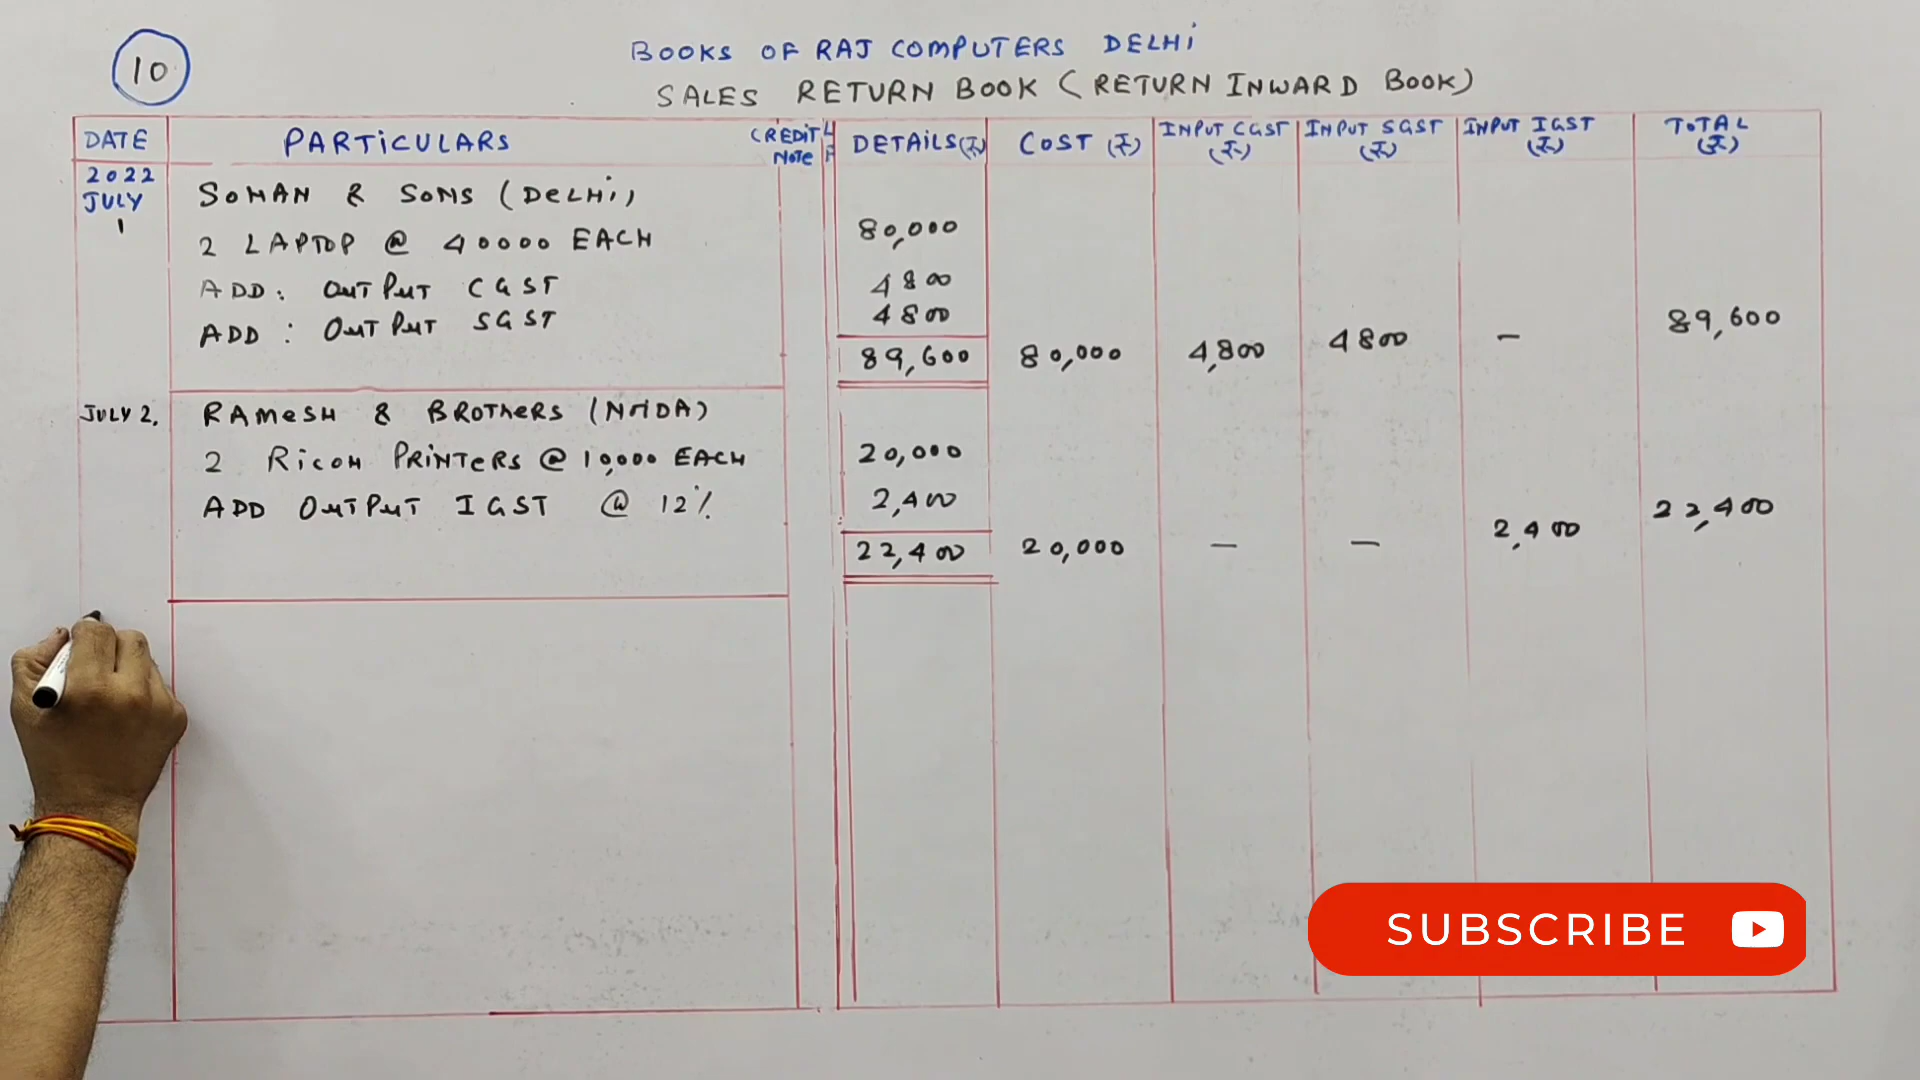 10
BOOKS OF RAJ COMPUTERS DELHi
SALES RETURN BOOK (RETURN INWARD BOOK)
DATE PARTiCULARS CREDIT NOTE LF DETAiLS(₹) COST (₹) INPUT CGST (₹) INPUT SGST (₹) INPUT IGST (₹) TOTAL (₹)
2022
JULY
1
SOHAN & SONS (DELHi)
2 LAPTOP @ 40000 EACH 80,000
ADD: OUTPUT CGST 4800
ADD: OUTPUT SGST 4800
89,600 80,000 4,800 4800 — 89,600
JULY 2. RAMESH & BROTHERS (NOIDA)
2 RiCOH PRiNTERS @ 10,000 EACH 20,000
ADD OUTPUT IGST @ 12% 2,400
22,400 20,000 — — 2,400 22,400
SUBSCRIBE